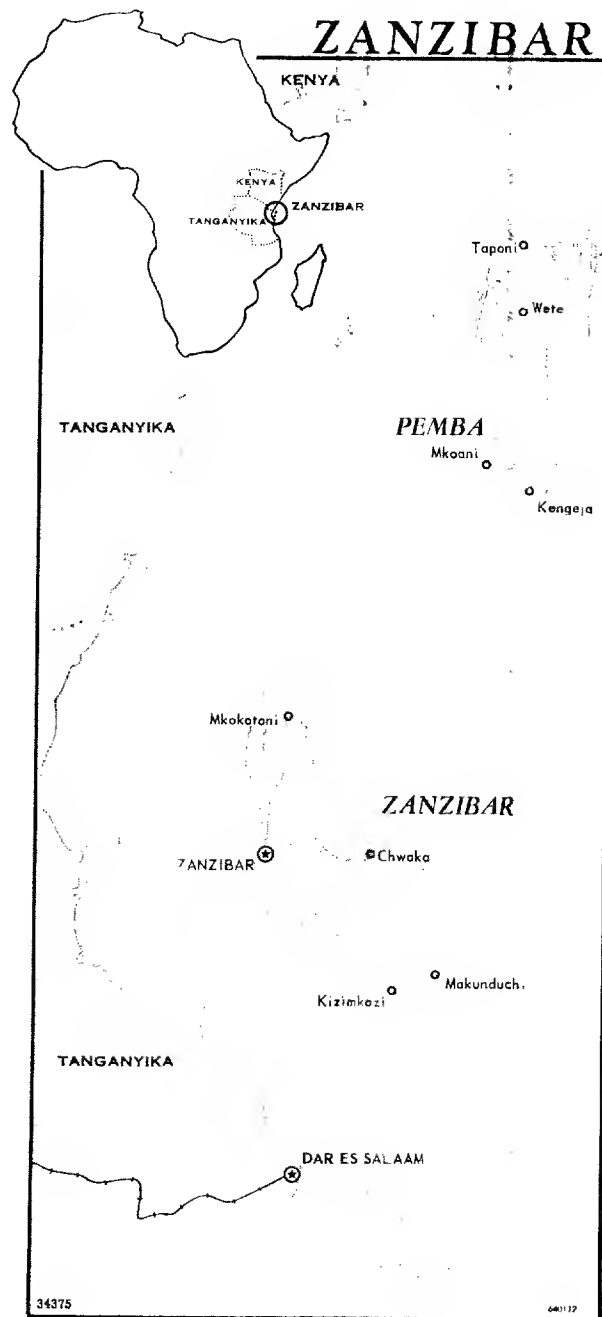 ZANZIBAR
KENYA
KENYA
ZANZIBAR
TANGANYIKA
Taponi
Wete
TANGANYIKA
PEMBA
Mkoani
Kengeja
Mkokotani
ZANZIBAR
ZANZIBAR
Chwaka
Makunduch.
Kizimkazi
TANGANYIKA
DAR ES SALAAM
34375
640112